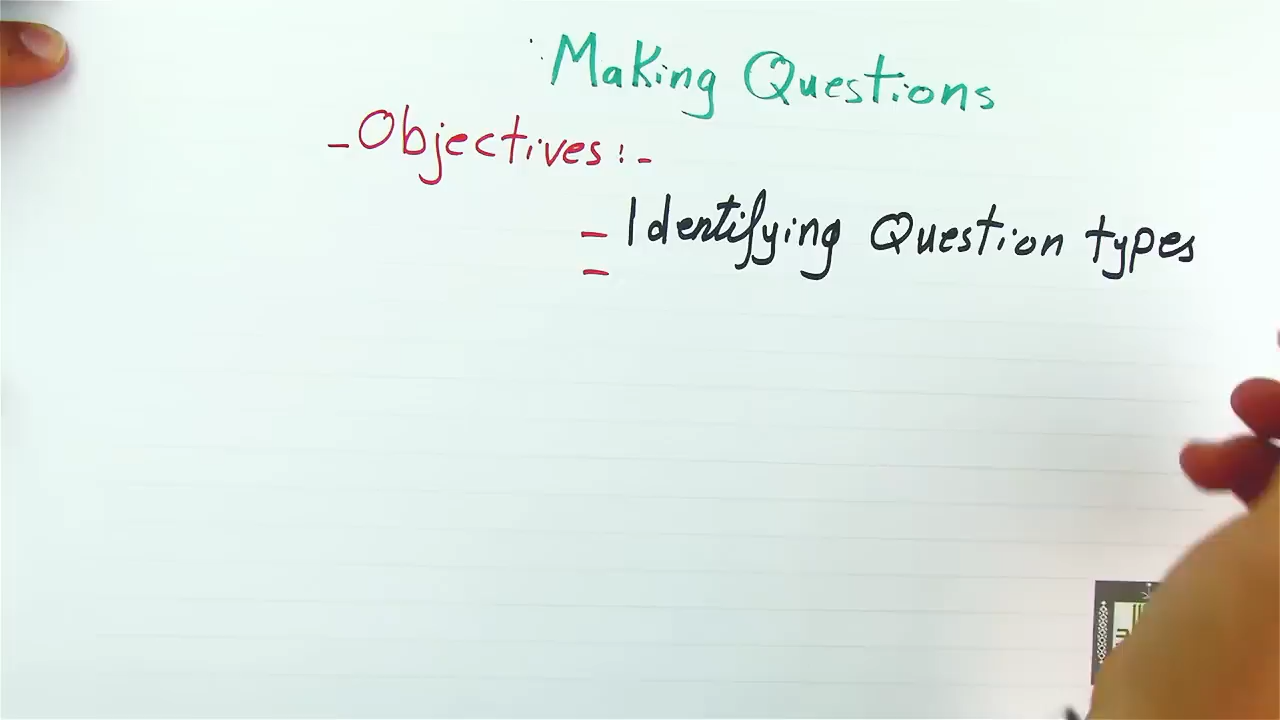 Making Questions
- Objectives :-
- Identifying Question types
-